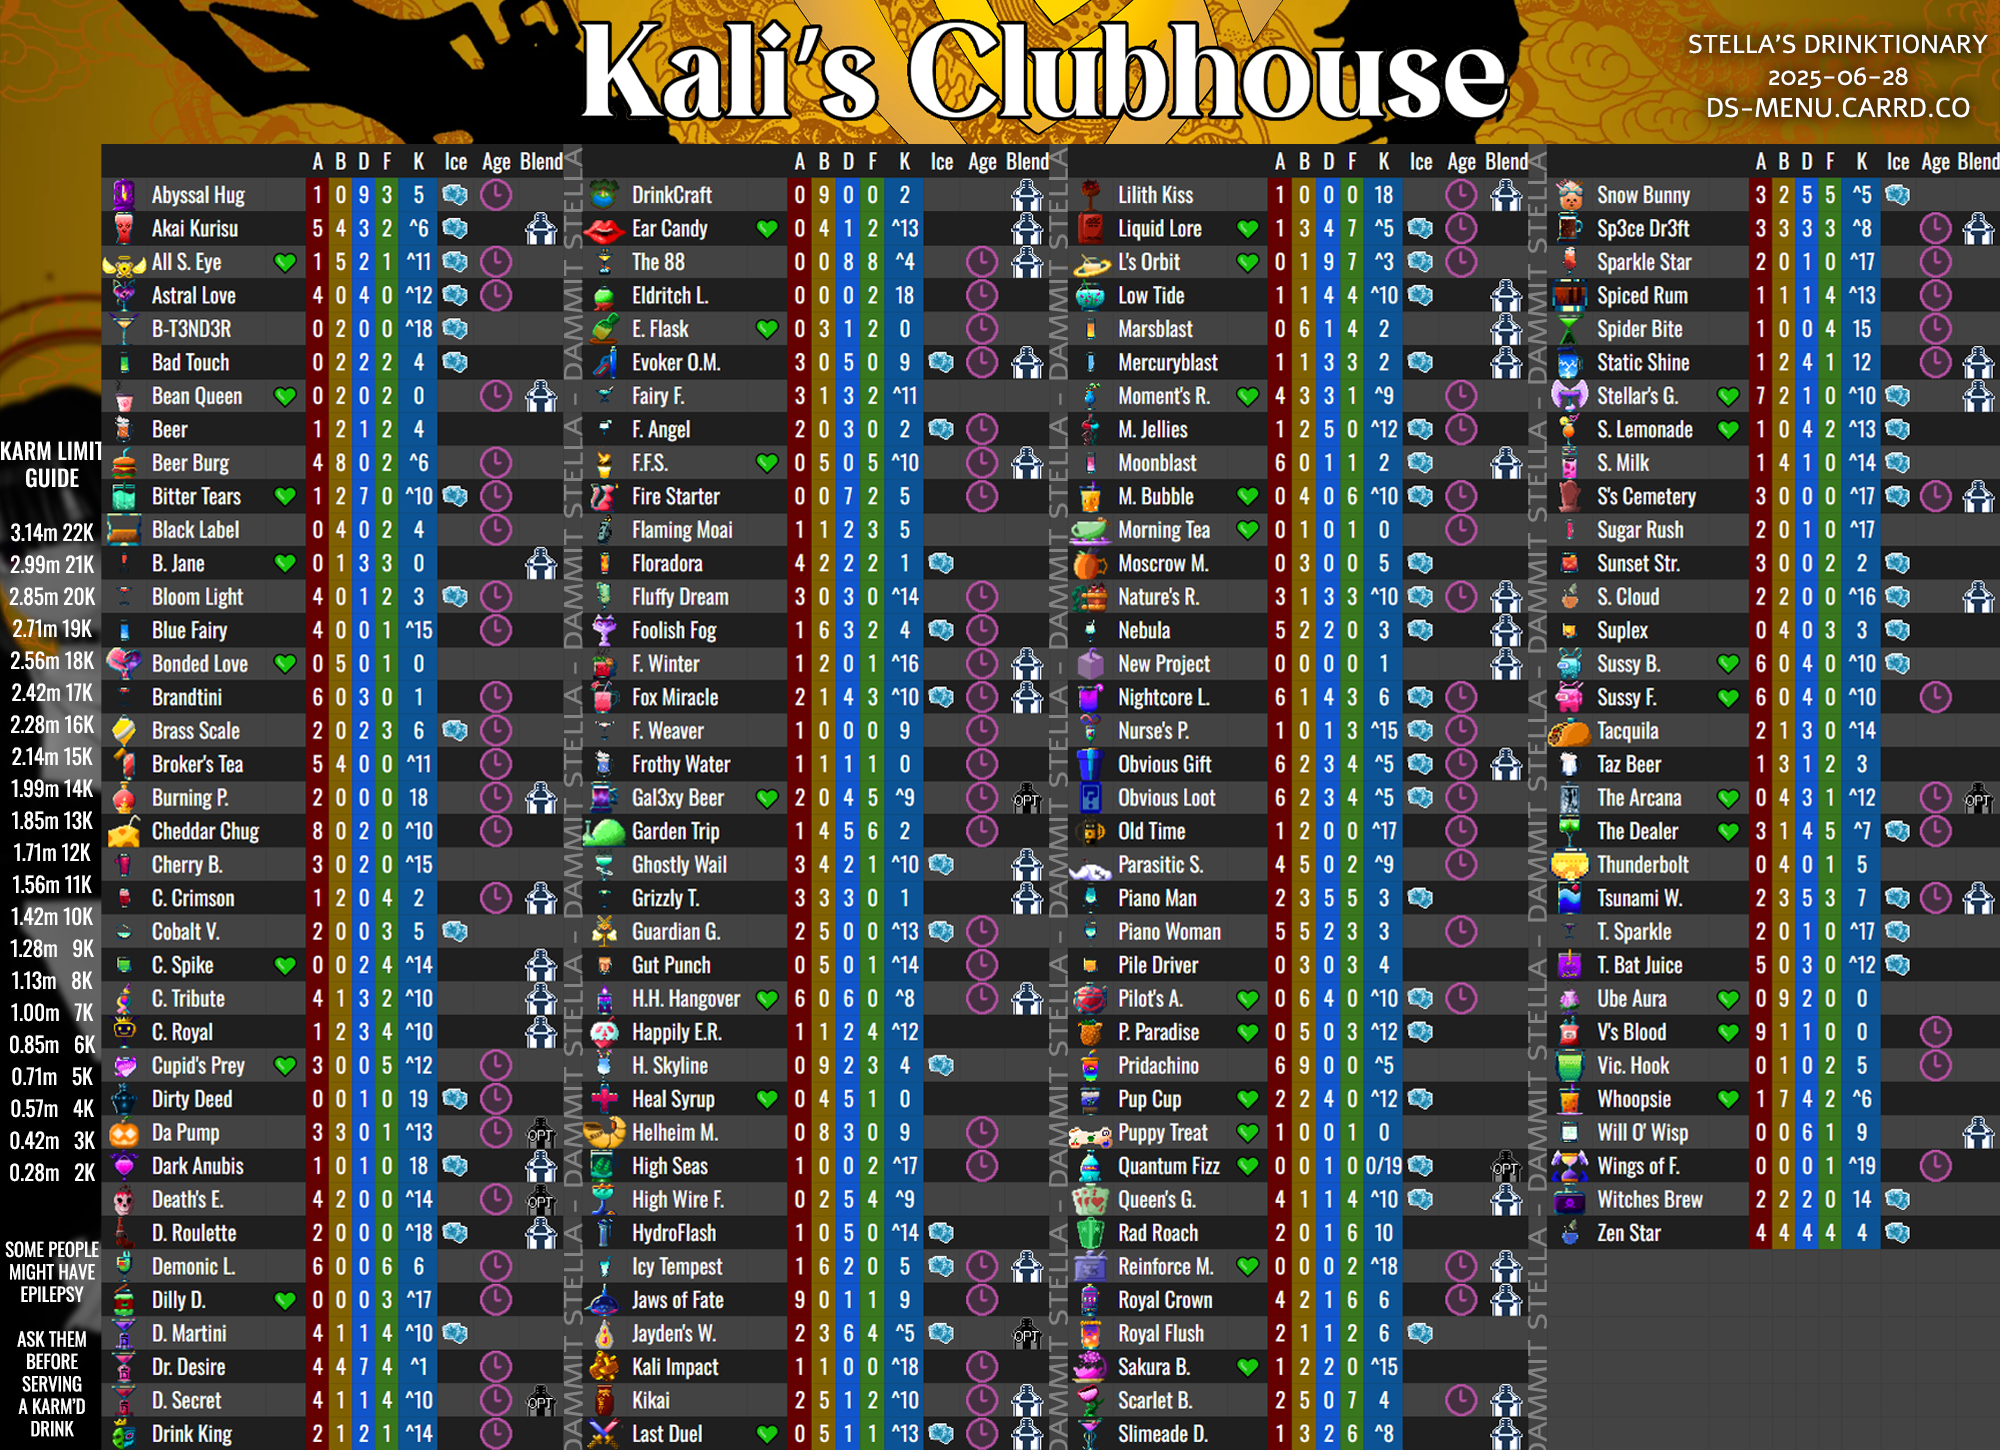 Kali's Clubhouse
STELLA'S DRINKTIONARY
2025-06-28
DS-MENU.CARRD.CO
A B D F K Ice Age Blend
Abyssal Hug 1 0 9 3 5
Akai Kurisu 5 4 3 2 ^6
All S. Eye 1 5 2 1 ^11
Astral Love 4 0 4 0 ^12
B-T3ND3R 0 2 0 0 ^18
Bad Touch 0 2 2 2 4
Bean Queen 0 2 0 2 0
Beer 1 2 1 2 4
Beer Burg 4 8 0 2 ^6
Bitter Tears 1 2 7 0 ^10
Black Label 0 4 0 2 4
B. Jane 0 1 3 3 0
Bloom Light 4 0 1 2 3
Blue Fairy 4 0 0 1 ^15
Bonded Love 0 5 0 1 0
Brandtini 6 0 3 0 1
Brass Scale 2 0 2 3 6
Broker's Tea 5 4 0 0 ^11
Burning P. 2 0 0 0 18
Cheddar Chug 8 0 2 0 ^10
Cherry B. 3 0 2 0 ^15
C. Crimson 1 2 0 4 2
Cobalt V. 2 0 0 3 5
C. Spike 0 0 2 4 ^14
C. Tribute 4 1 3 2 ^10
C. Royal 1 2 3 4 ^10
Cupid's Prey 3 0 0 5 ^12
Dirty Deed 0 0 1 0 19
Da Pump 3 3 0 1 ^13 OPT
Dark Anubis 1 0 1 0 18
Death's E. 4 2 0 0 ^14 OPT
D. Roulette 2 0 0 0 ^18
Demonic L. 6 0 0 6 6
Dilly D. 0 0 0 3 ^17
D. Martini 4 1 1 4 ^10
Dr. Desire 4 4 7 4 ^1
D. Secret 4 1 1 4 ^10 OPT
Drink King 2 1 2 1 ^14
A B D F K Ice Age Blend
DrinkCraft 0 9 0 0 2
Ear Candy 0 4 1 2 ^13
The 88 0 0 8 8 ^4
Eldritch L. 0 0 0 2 18
E. Flask 0 3 1 2 0
Evoker O.M. 3 0 5 0 9
Fairy F. 3 1 3 2 ^11
F. Angel 2 0 3 0 2
F.F.S. 0 5 0 5 ^10
Fire Starter 0 0 7 2 5
Flaming Moai 1 1 2 3 5
Floradora 4 2 2 2 1
Fluffy Dream 3 0 3 0 ^14
Foolish Fog 1 6 3 2 4
F. Winter 1 2 0 1 ^16
Fox Miracle 2 1 4 3 ^10
F. Weaver 1 0 0 0 9
Frothy Water 1 1 1 1 0
Gal3xy Beer 2 0 4 5 ^9 OPT
Garden Trip 1 4 5 6 2
Ghostly Wail 3 4 2 1 ^10
Grizzly T. 3 3 3 0 1
Guardian G. 2 5 0 0 ^13
Gut Punch 0 5 0 1 ^14
H.H. Hangover 6 0 6 0 ^8
Happily E.R. 1 1 2 4 ^12
H. Skyline 0 9 2 3 4
Heal Syrup 0 4 5 1 0
Helheim M. 0 8 3 0 9
High Seas 1 0 0 2 ^17
High Wire F. 0 2 5 4 ^9
HydroFlash 1 0 5 0 ^14
Icy Tempest 1 6 2 0 5
Jaws of Fate 9 0 1 1 9
Jayden's W. 2 3 6 4 ^5 OPT
Kali Impact 1 1 0 0 ^18
Kikai 2 5 1 2 ^10
Last Duel 0 5 1 1 ^13
A B D F K Ice Age Blend
Lilith Kiss 1 0 0 0 18
Liquid Lore 1 3 4 7 ^5
L's Orbit 0 1 9 7 ^3
Low Tide 1 1 4 4 ^10
Marsblast 0 6 1 4 2
Mercuryblast 1 1 3 3 2
Moment's R. 4 3 3 1 ^9
M. Jellies 1 2 5 0 ^12
Moonblast 6 0 1 1 2
M. Bubble 0 4 0 6 ^10
Morning Tea 0 1 0 1 0
Moscrow M. 0 3 0 0 5
Nature's R. 3 1 3 3 ^10
Nebula 5 2 2 0 3
New Project 0 0 0 0 1
Nightcore L. 6 1 4 3 6
Nurse's P. 1 0 1 3 ^15
Obvious Gift 6 2 3 4 ^5
Obvious Loot 6 2 3 4 ^5
Old Time 1 2 0 0 ^17
Parasitic S. 4 5 0 2 ^9
Piano Man 2 3 5 5 3
Piano Woman 5 5 2 3 3
Pile Driver 0 3 0 3 4
Pilot's A. 0 6 4 0 ^10
P. Paradise 0 5 0 3 ^12
Pridachino 6 9 0 0 ^5
Pup Cup 2 2 4 0 ^12
Puppy Treat 1 0 0 1 0
Quantum Fizz 0 0 1 0 0/19 OPT
Queen's G. 4 1 1 4 ^10
Rad Roach 2 0 1 6 10
Reinforce M. 0 0 0 2 ^18
Royal Crown 4 2 1 6 6
Royal Flush 2 1 1 2 6
Sakura B. 1 2 2 0 ^15
Scarlet B. 2 5 0 7 4
Slimeade D. 1 3 2 6 ^8
A B D F K Ice Age Blend
Snow Bunny 3 2 5 5 ^5
Sp3ce Dr3ft 3 3 3 3 ^8
Sparkle Star 2 0 1 0 ^17
Spiced Rum 1 1 1 4 ^13
Spider Bite 1 0 0 4 15
Static Shine 1 2 4 1 12
Stellar's G. 7 2 1 0 ^10
S. Lemonade 1 0 4 2 ^13
S. Milk 1 4 1 0 ^14
S's Cemetery 3 0 0 0 ^17
Sugar Rush 2 0 1 0 ^17
Sunset Str. 3 0 0 2 2
S. Cloud 2 2 0 0 ^16
Suplex 0 4 0 3 3
Sussy B. 6 0 4 0 ^10
Sussy F. 6 0 4 0 ^10
Tacquila 2 1 3 0 ^14
Taz Beer 1 3 1 2 3
The Arcana 0 4 3 1 ^12 OPT
The Dealer 3 1 4 5 ^7
Thunderbolt 0 4 0 1 5
Tsunami W. 2 3 5 3 7
T. Sparkle 2 0 1 0 ^17
T. Bat Juice 5 0 3 0 ^12
Ube Aura 0 9 2 0 0
V's Blood 9 1 1 0 0
Vic. Hook 0 1 0 2 5
Whoopsie 1 7 4 2 ^6
Will O' Wisp 0 0 6 1 9
Wings of F. 0 0 0 1 ^19
Witches Brew 2 2 2 0 14
Zen Star 4 4 4 4 4
KARM LIMIT
GUIDE
3.14m 22K
2.99m 21K
2.85m 20K
2.71m 19K
2.56m 18K
2.42m 17K
2.28m 16K
2.14m 15K
1.99m 14K
1.85m 13K
1.71m 12K
1.56m 11K
1.42m 10K
1.28m 9K
1.13m 8K
1.00m 7K
0.85m 6K
0.71m 5K
0.57m 4K
0.42m 3K
0.28m 2K
SOME PEOPLE
MIGHT HAVE
EPILEPSY
ASK THEM
BEFORE
SERVING
A KARM'D
DRINK
DAMMIT STELLA - DAMMIT STELLA - DAMMIT STELLA - DAMMIT STELLA
DAMMIT STELLA - DAMMIT STELLA - DAMMIT STELLA - DAMMIT STELLA
DAMMIT STELLA - DAMMIT STELLA - DAMMIT STELLA - DAMMIT STELLA